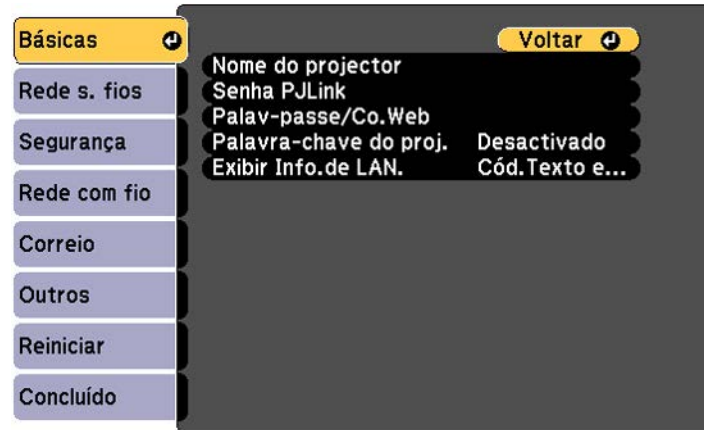 Básicas
Rede s. fios
Segurança
Rede com fio
Correio
Outros
Reiniciar
Concluído
Voltar
Nome do projector
Senha PJLink
Palav-passe/Co.Web
Palavra-chave do proj. Desactivado
Exibir Info.de LAN. Cód.Texto e...